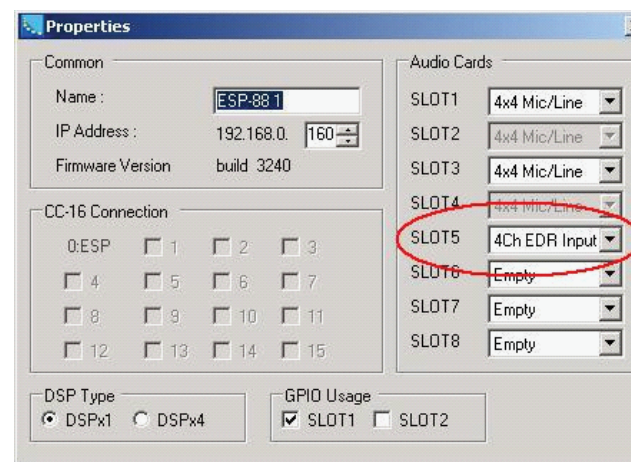 Properties
Common
Name :
ESP-88 1
IP Address :
192.168.0. 160
Firmware Version
build 3240
CC-16 Connection
0:ESP 1 2 3
4 5 6 7
8 9 10 11
12 13 14 15
DSP Type
DSPx1 DSPx4
GPIO Usage
SLOT1 SLOT2
Audio Cards
SLOT1 4x4 Mic/Line
SLOT2 4x4 Mic/Line
SLOT3 4x4 Mic/Line
SLOT4 4x4 Mic/Line
SLOT5 4Ch EDR Input
SLOT6 Empty
SLOT7 Empty
SLOT8 Empty